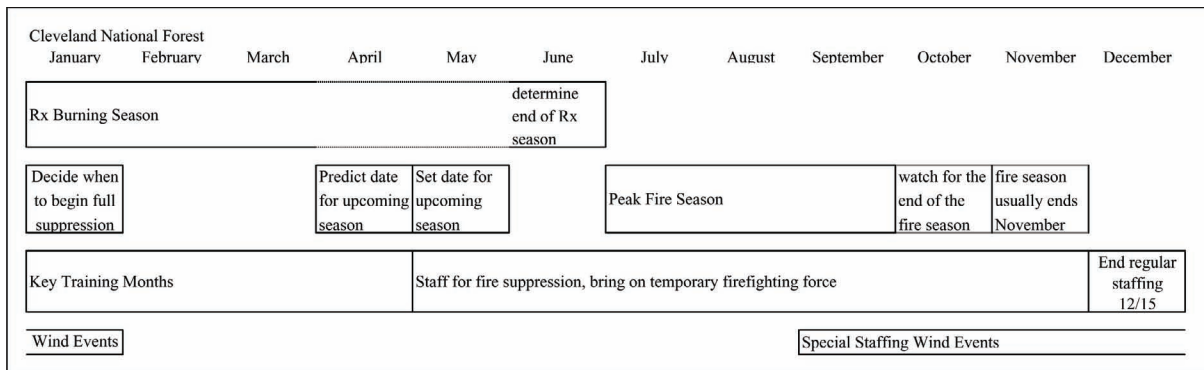 Cleveland National Forest
January February March April May June July August September October November December
determine
Rx Burning Season end of Rx
season
Decide when Predict date Set date for watch for the fire season
to begin full for upcoming upcoming Peak Fire Season end of the usually ends
suppression season season fire season November
End regular
Key Training Months Staff for fire suppression, bring on temporary firefighting force staffing
12/15
Wind Events Special Staffing Wind Events